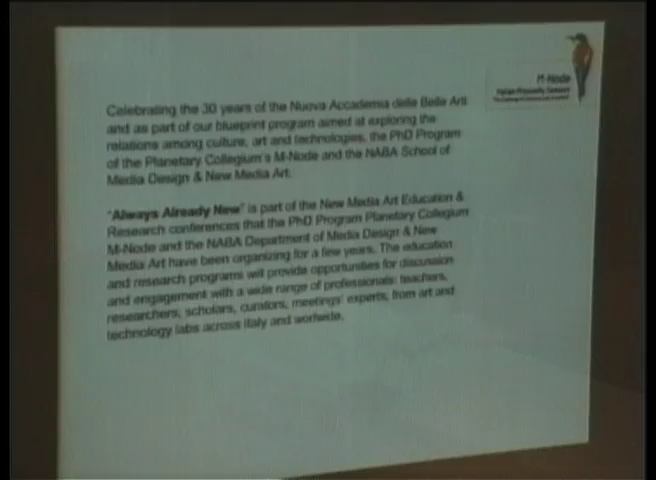 Celebrating the 30 years of the Nuova Accademia delle Belle Arti
and as part of our blueprint program aimed at exploring the
relations among culture, art and technologies, the PhD Program
of the Planetary Collegium's M-Node and the NABA School of
Media Design & New Media Art.
"Always Already New" is part of the New Media Art Education &
Research conferences that the PhD Program Planetary Collegium
M-Node and the NABA Department of Media Design & New
Media Art have been organizing for a few years. The education
and research programs will provide opportunities for discussion
and engagement with a wide range of professionals: teachers,
researchers, scholars, curators, meetings' experts, from art and
technology labs across Italy and worlwide.
M-Node